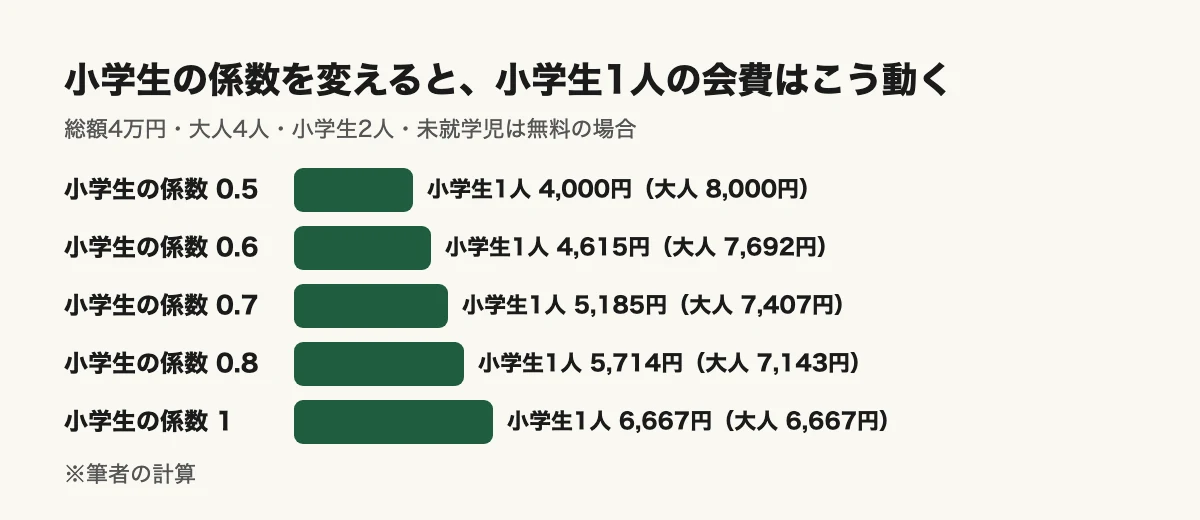 小学生の係数を変えると、小学生1人の会費はこう動く
総額4万円・大人4人・小学生2人・未就学児は無料の場合
小学生の係数 0.5 小学生1人 4,000円（大人 8,000円）
小学生の係数 0.6 小学生1人 4,615円（大人 7,692円）
小学生の係数 0.7 小学生1人 5,185円（大人 7,407円）
小学生の係数 0.8 小学生1人 5,714円（大人 7,143円）
小学生の係数 1 小学生1人 6,667円（大人 6,667円）
※筆者の計算